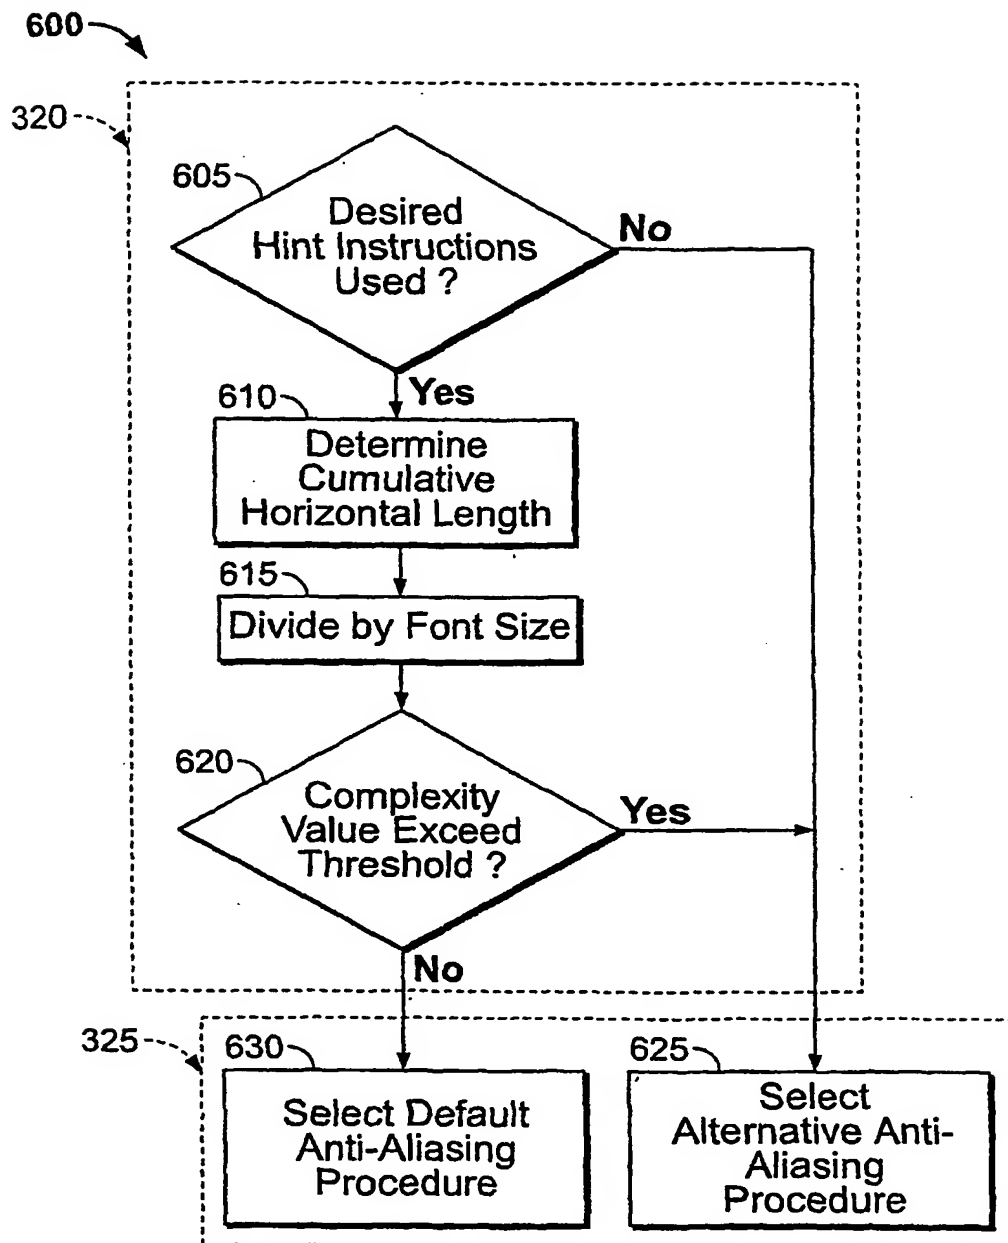 600
320
605
Desired
Hint Instructions
Used ?
No
Yes
610
Determine
Cumulative
Horizontal Length
615
Divide by Font Size
620
Complexity
Value Exceed
Threshold ?
Yes
No
325
630
Select Default
Anti-Aliasing
Procedure
625
Select
Alternative Anti-
Aliasing
Procedure